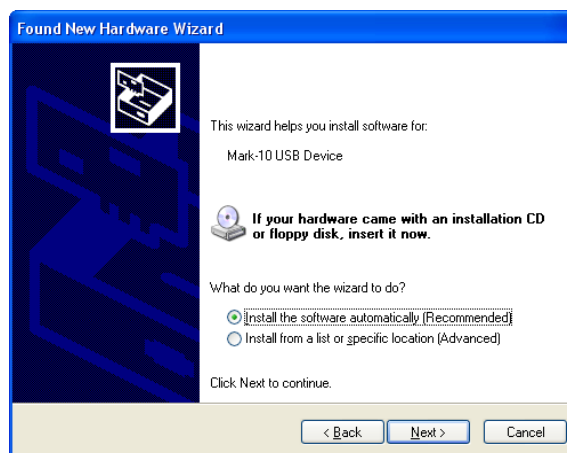 Found New Hardware Wizard
This wizard helps you install software for:
Mark-10 USB Device
If your hardware came with an installation CD
or floppy disk, insert it now.
What do you want the wizard to do?
Install the software automatically (Recommended)
Install from a list or specific location (Advanced)
Click Next to continue.
< Back Next > Cancel